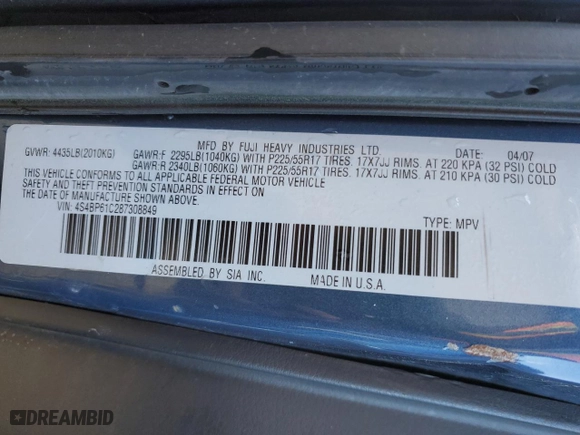 MFD BY FUJI HEAVY INDUSTRIES LTD. DATE: 04/07
GVWR: 4435LB(2010KG) GAWR:F 2295LB(1040KG) WITH P225/55R17 TIRES. 17X7JJ RIMS. AT 220 KPA (32 PSI) COLD
GAWR:R 2340LB(1060KG) WITH P225/55R17 TIRES. 17X7JJ RIMS. AT 210 KPA (30 PSI) COLD
THIS VEHICLE CONFORMS TO ALL APPLICABLE FEDERAL MOTOR VEHICLE
SAFETY AND THEFT PREVENTION STANDARDS IN EFFECT ON
THE DATE OF MANUFACTURE SHOWN ABOVE.
VIN: 4S4BP61C287308849 TYPE: MPV
ASSEMBLED BY SIA INC. MADE IN U.S.A.
DREAMBID